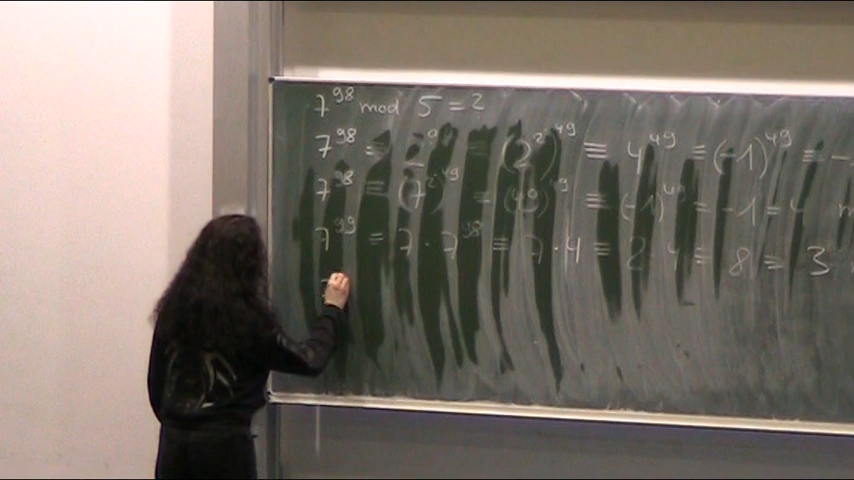 7^98 mod 5 = ?
7^98 ≡ 2^98 ≡ (2^2)^49 ≡ 4^49 ≡ (-1)^49 ≡ -
7^98 ≡ (7^2)^49 ≡ (49)^49 ≡ (-1)^49 ≡ -1 ≡ 4 m
7^99 ≡ 7 · 7^98 ≡ 7 · 4 ≡ 2 · 4 ≡ 8 ≡ 3